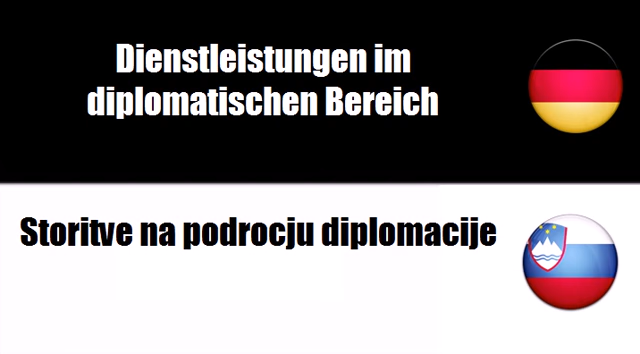 Dienstleistungen im
diplomatischen Bereich
Storitve na podrocju diplomacije